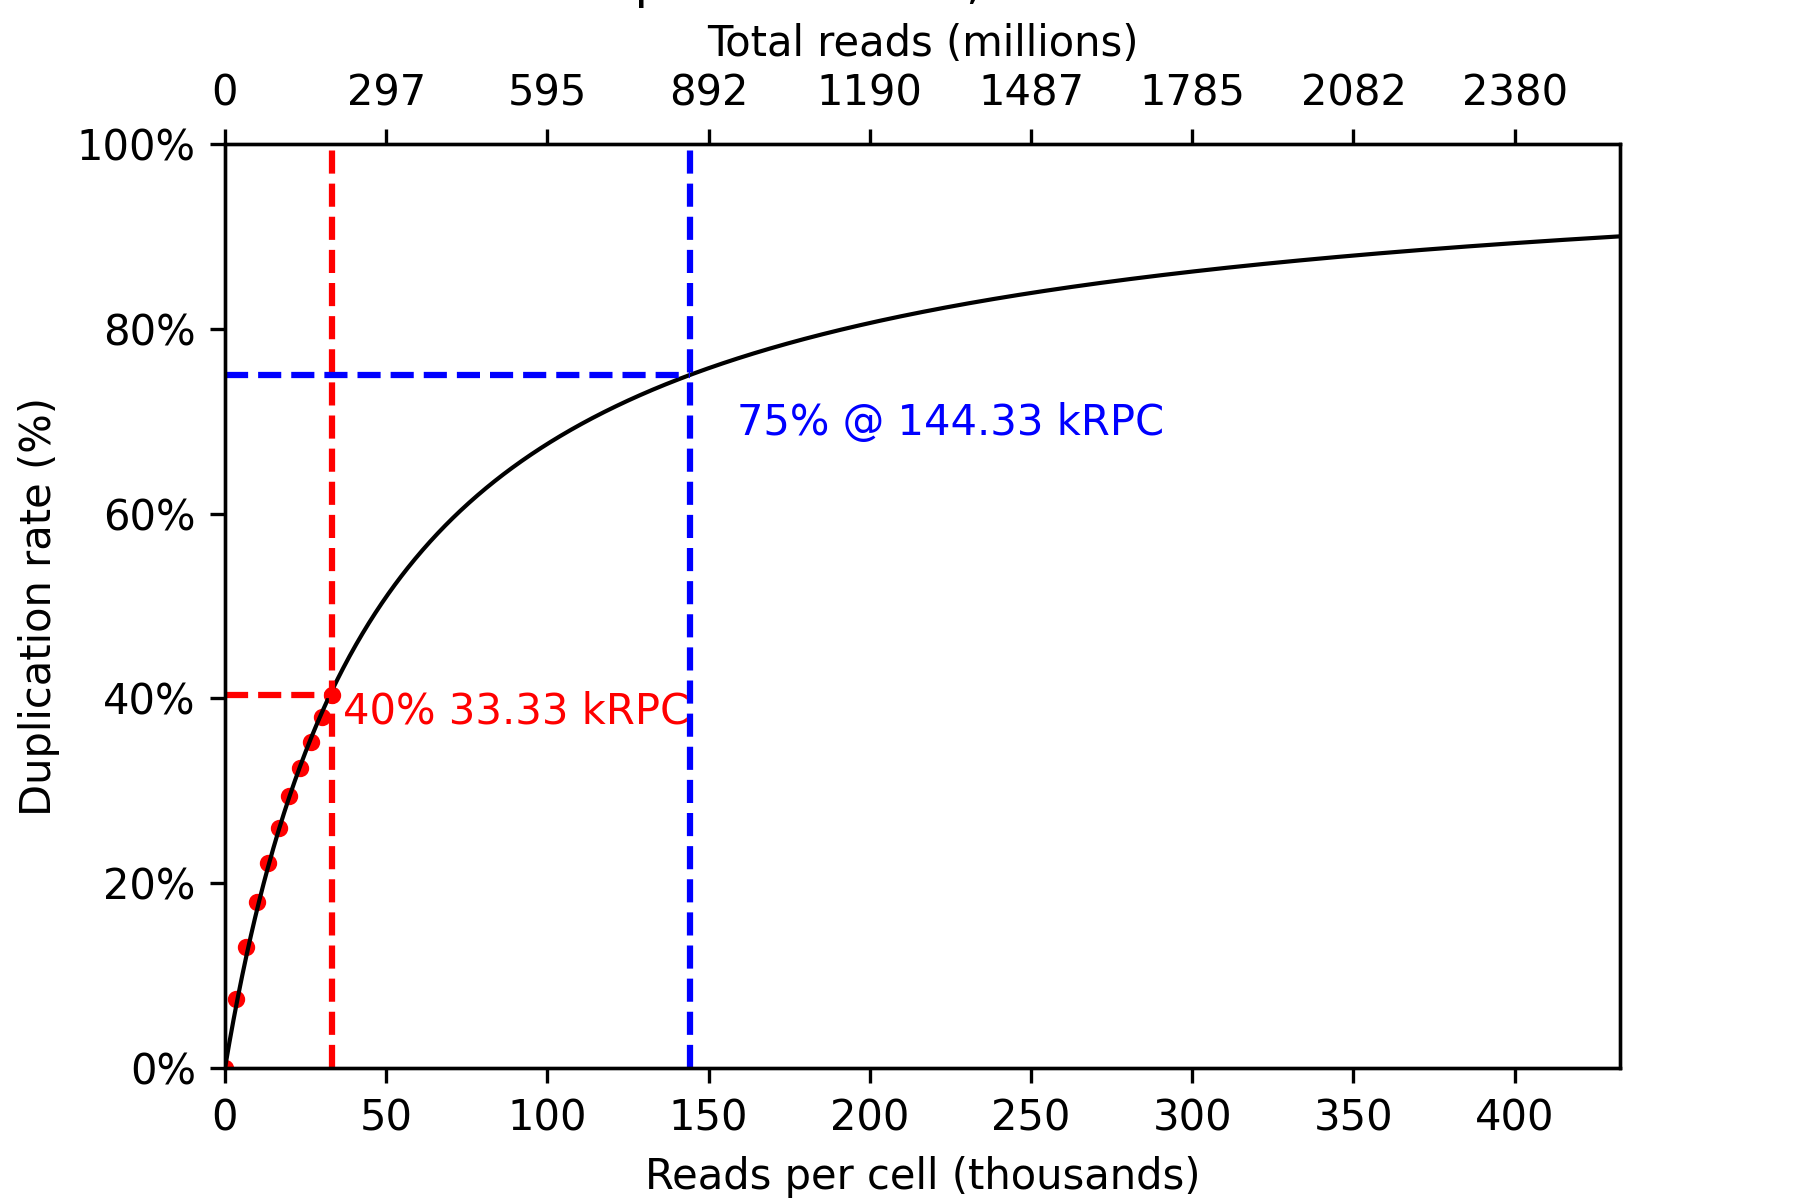 Total reads (millions)
0 297 595 892 1190 1487 1785 2082 2380
100%
80%
75% @ 144.33 kRPC
60%
Duplication rate (%)
40%
40% 33.33 kRPC
20%
0%
0 50 100 150 200 250 300 350 400
Reads per cell (thousands)